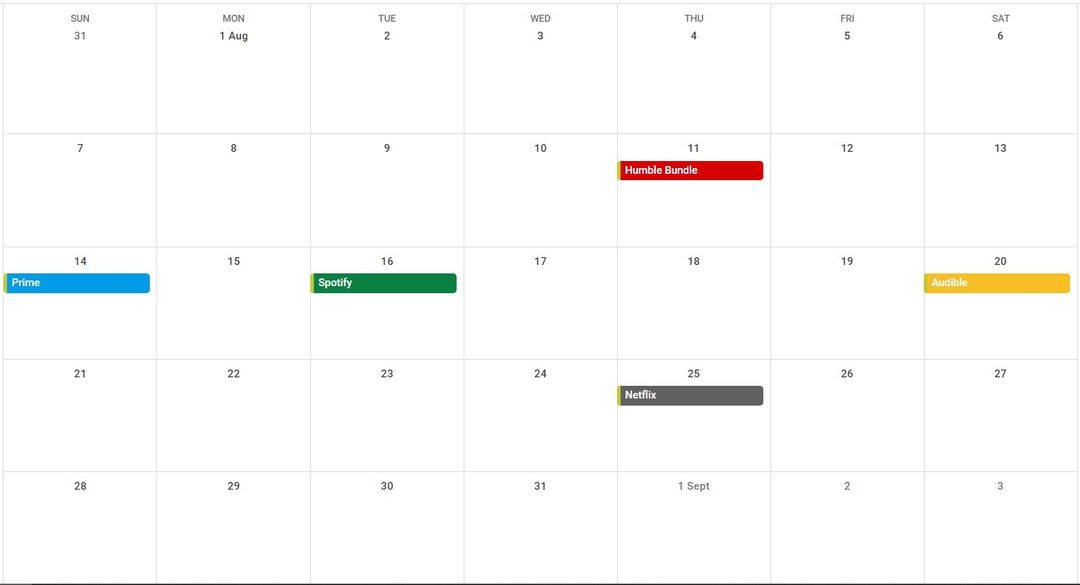 SUN MON TUE WED THU FRI SAT
31 1 Aug 2 3 4 5 6
7 8 9 10 11 12 13
Humble Bundle
14 15 16 17 18 19 20
Prime Spotify Audible
21 22 23 24 25 26 27
Netflix
28 29 30 31 1 Sept 2 3